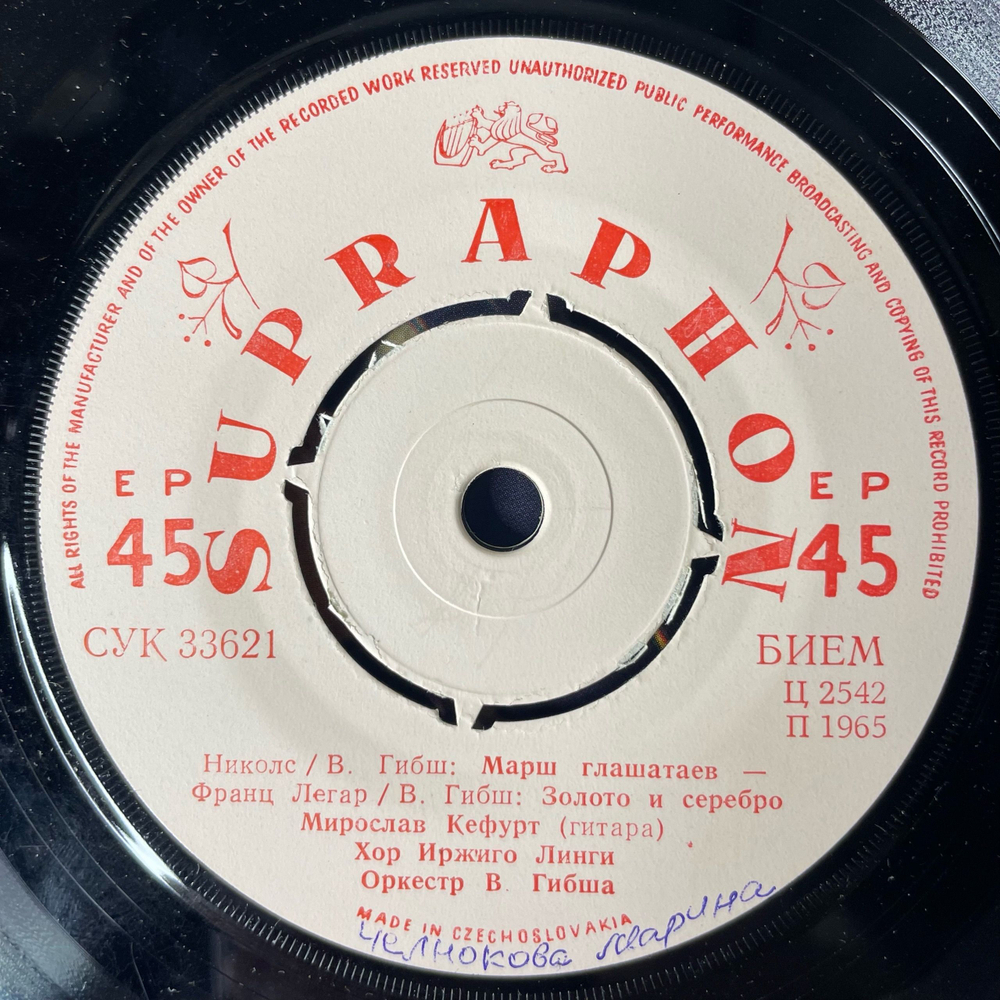 ALL RIGHTS OF THE MANUFACTURER AND OF THE OWNER OF THE RECORDED WORK RESERVED UNAUTHORIZED PUBLIC PERFORMANCE BROADCASTING AND COPYING OF THIS RECORD PROHIBITED
SUPRAPHON
EP
45
EP
45
СУК 33621
БИЕМ
Ц 2542
П 1965
Николс / В. Гибш: Марш глашатаев —
Франц Легар / В. Гибш: Золото и серебро
Мирослав Кефурт (гитара)
Хор Иржиго Линги
Оркестр В. Гибша
MADE IN CZECHOSLOVAKIA
Челнокова Марина